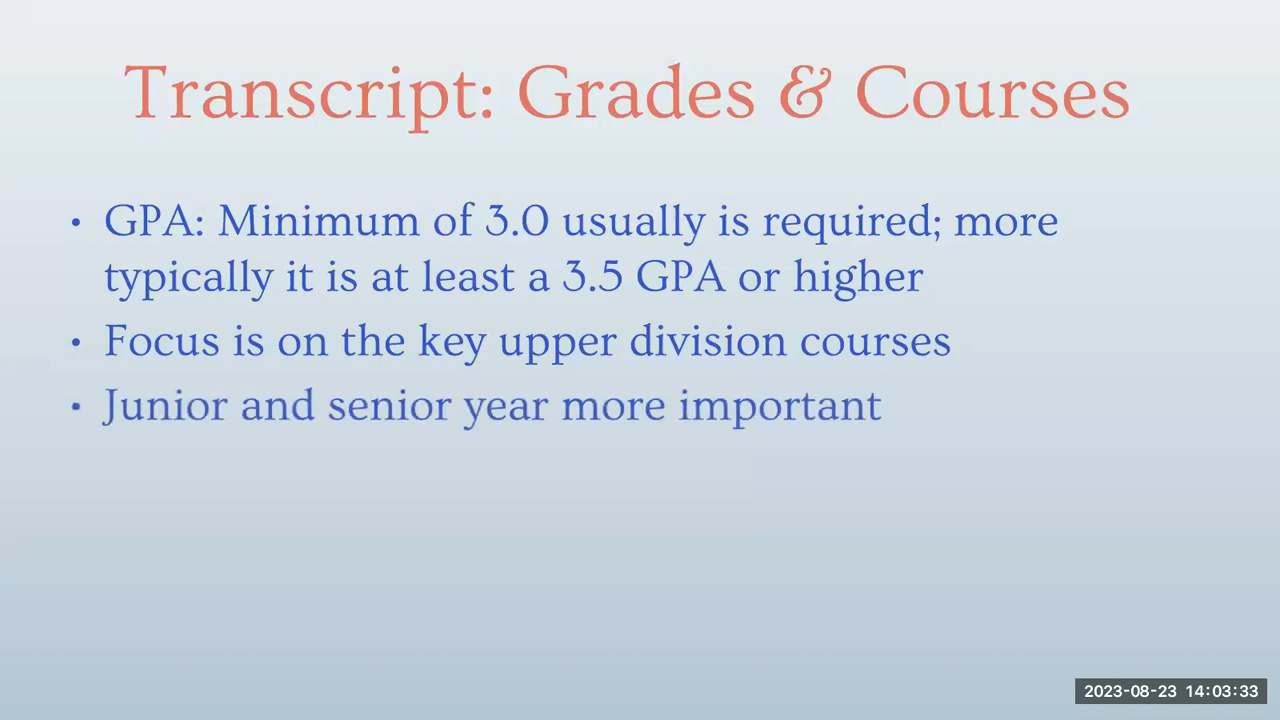 Transcript: Grades & Courses
• GPA: Minimum of 3.0 usually is required; more
typically it is at least a 3.5 GPA or higher
• Focus is on the key upper division courses
• Junior and senior year more important
2023-08-23 14:03:33